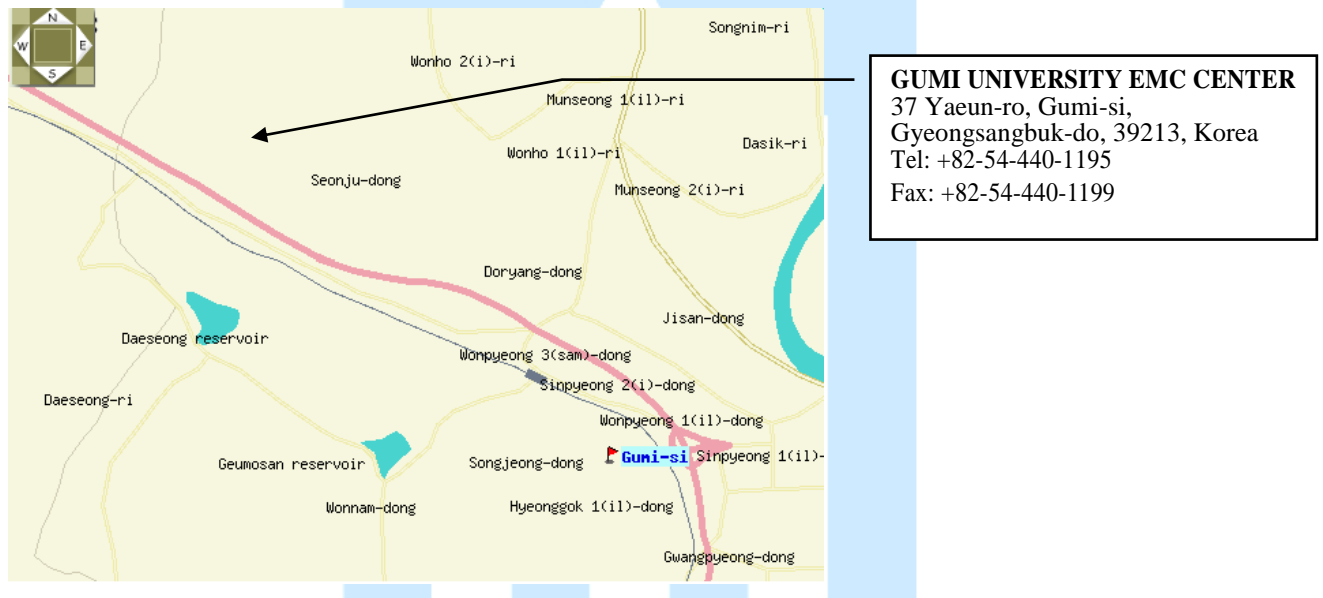 N
W E
S
Songnim-ri
Wonho 2(i)-ri
Munseong 1(il)-ri
Dasik-ri
Wonho 1(il)-ri
Seonju-dong
Munseong 2(i)-ri
Doryang-dong
Jisan-dong
Daeseong reservoir
Wonpyeong 3(sam)-dong
Sinpyeong 2(i)-dong
Daeseong-ri
Wonpyeong 1(il)-dong
Geumosan reservoir
Songjeong-dong
Gumi-si
Sinpyeong 1(il)-
Wonnam-dong
Hyeonggok 1(il)-dong
Gwangpyeong-dong
GUMI UNIVERSITY EMC CENTER
37 Yaeun-ro, Gumi-si,
Gyeongsangbuk-do, 39213, Korea
Tel: +82-54-440-1195
Fax: +82-54-440-1199